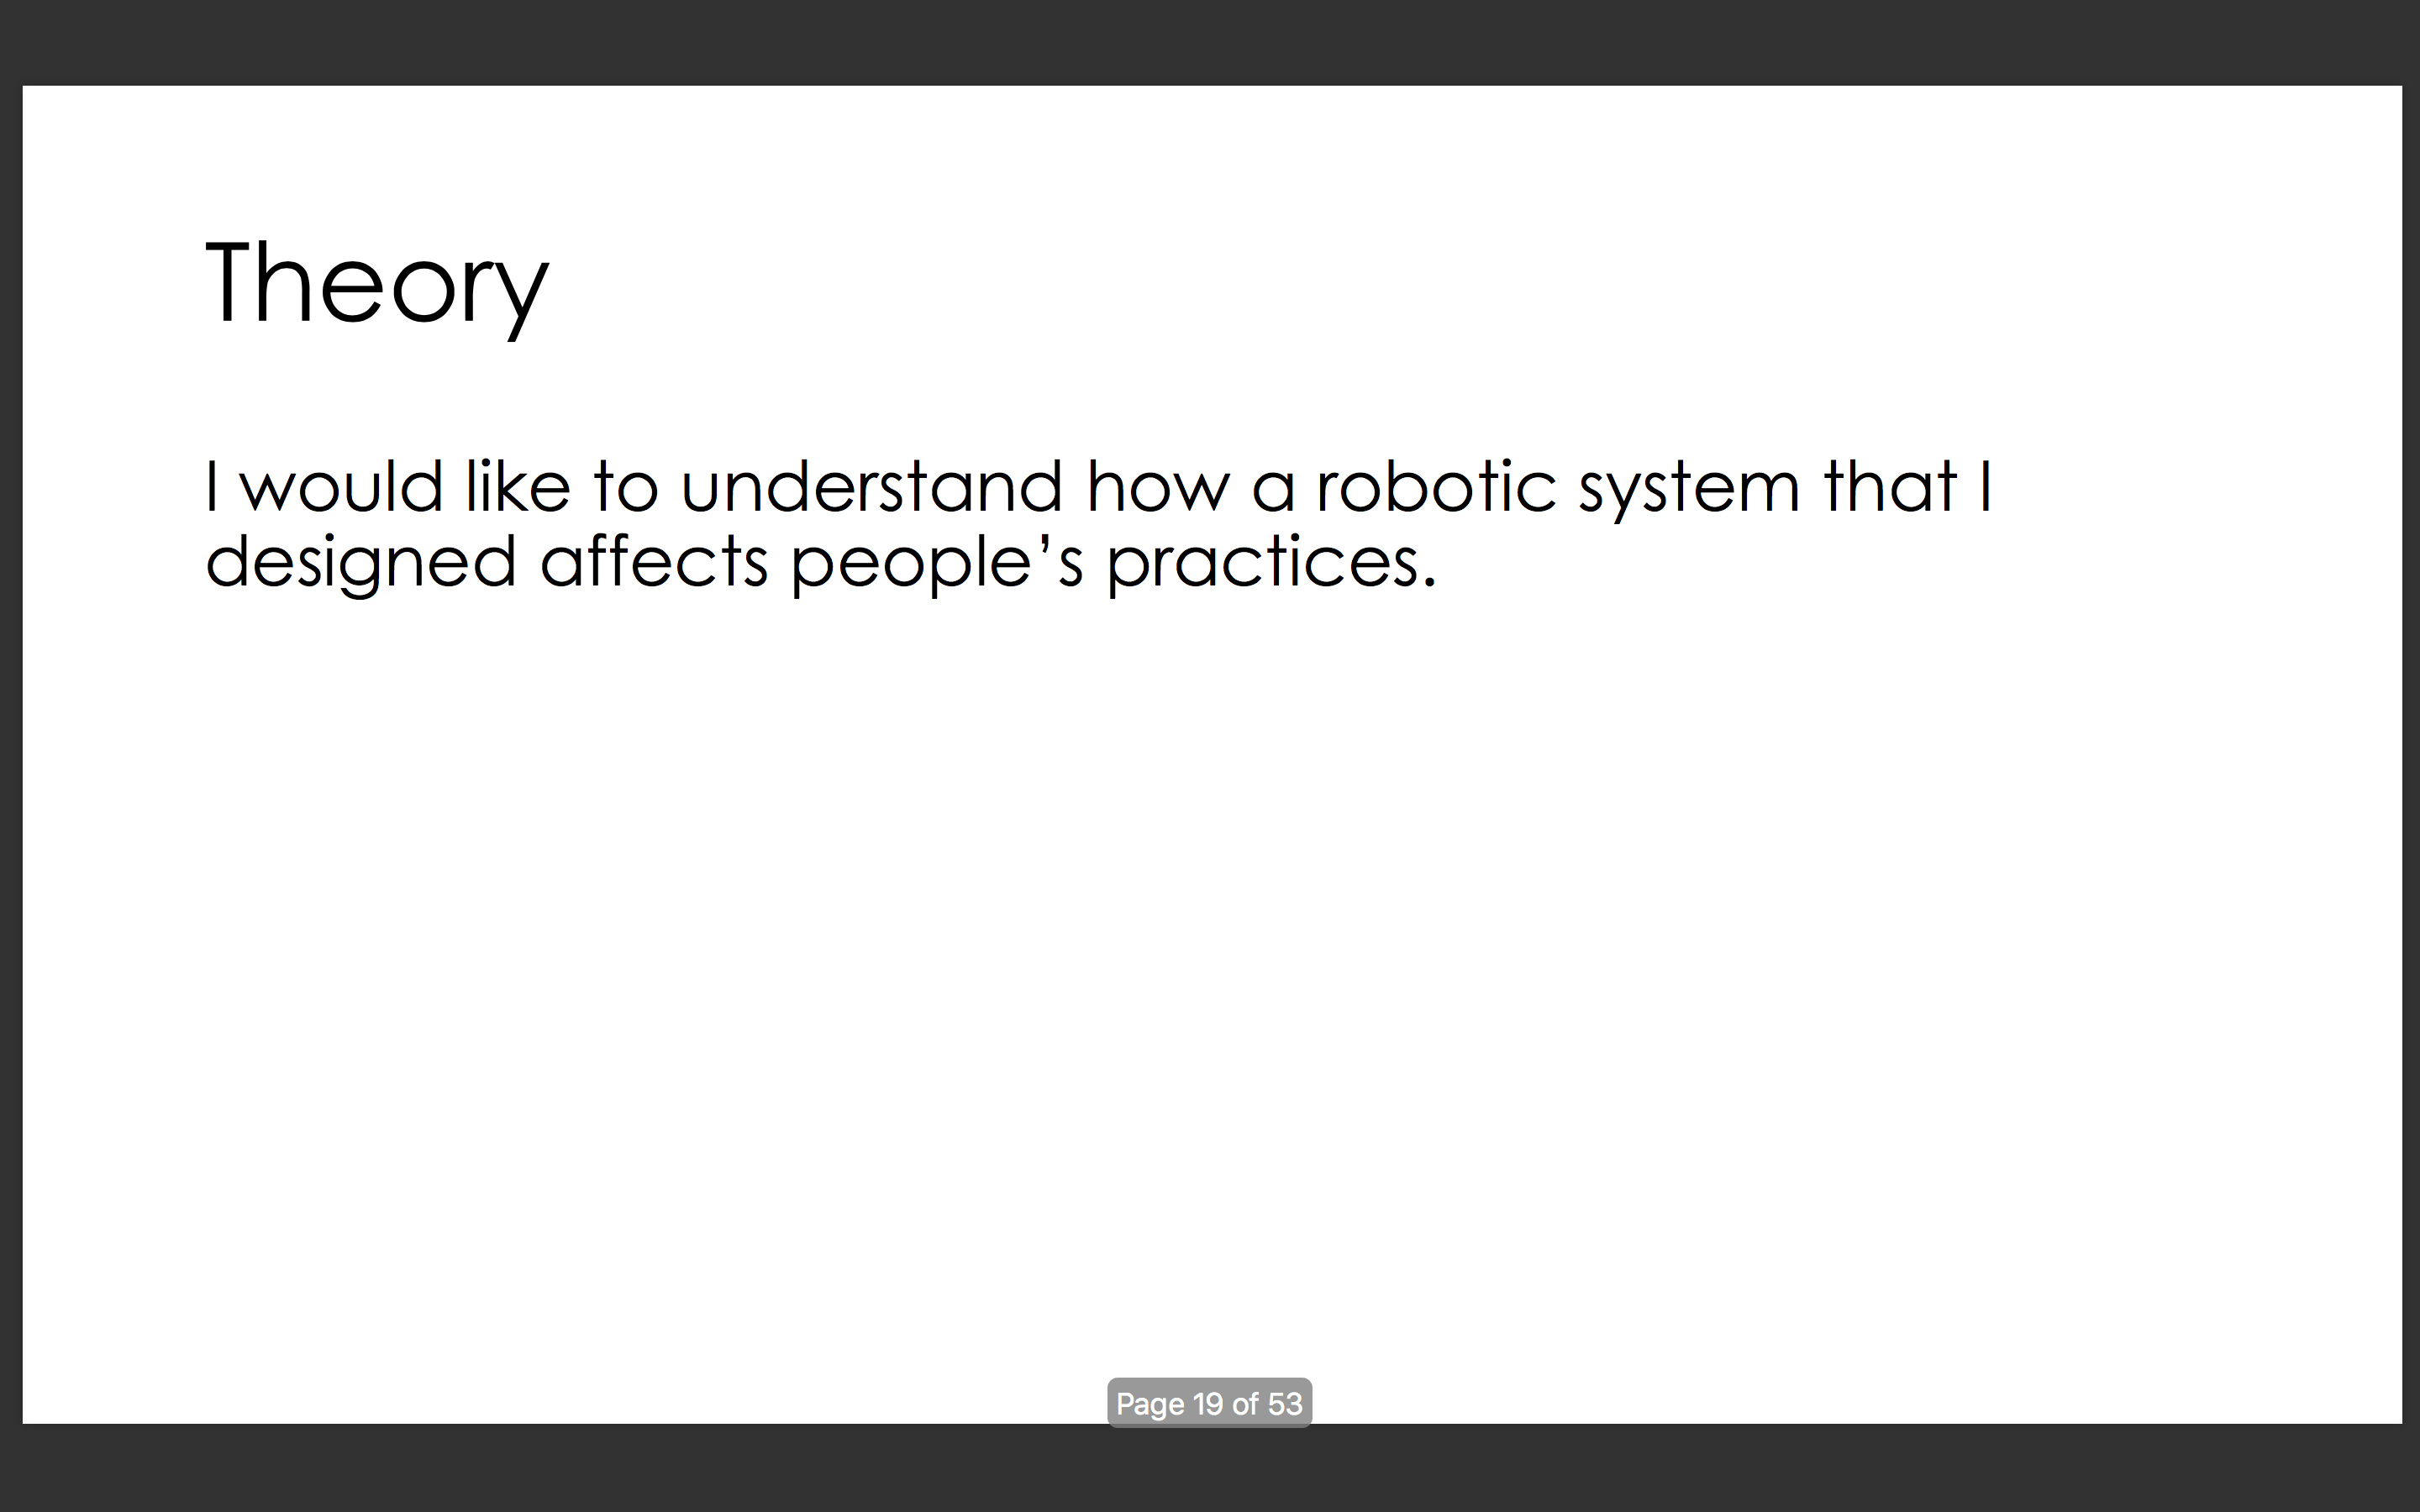 Theory
I would like to understand how a robotic system that I
designed affects people’s practices.
Page 19 of 53